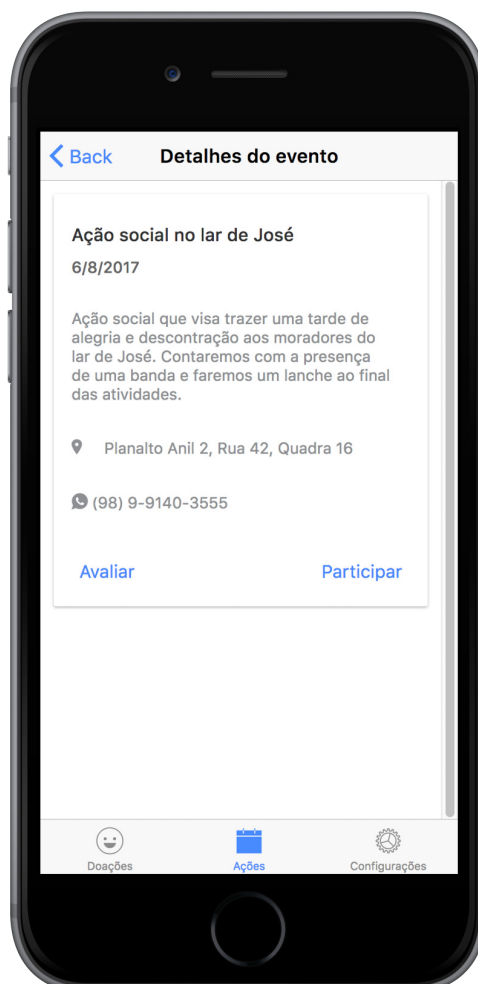 Back
Detalhes do evento
Ação social no lar de José
6/8/2017
Ação social que visa trazer uma tarde de
alegria e descontração aos moradores do
lar de José. Contaremos com a presença
de uma banda e faremos um lanche ao final
das atividades.
Planalto Anil 2, Rua 42, Quadra 16
(98) 9-9140-3555
Avaliar
Participar
Doações
Ações
Configurações